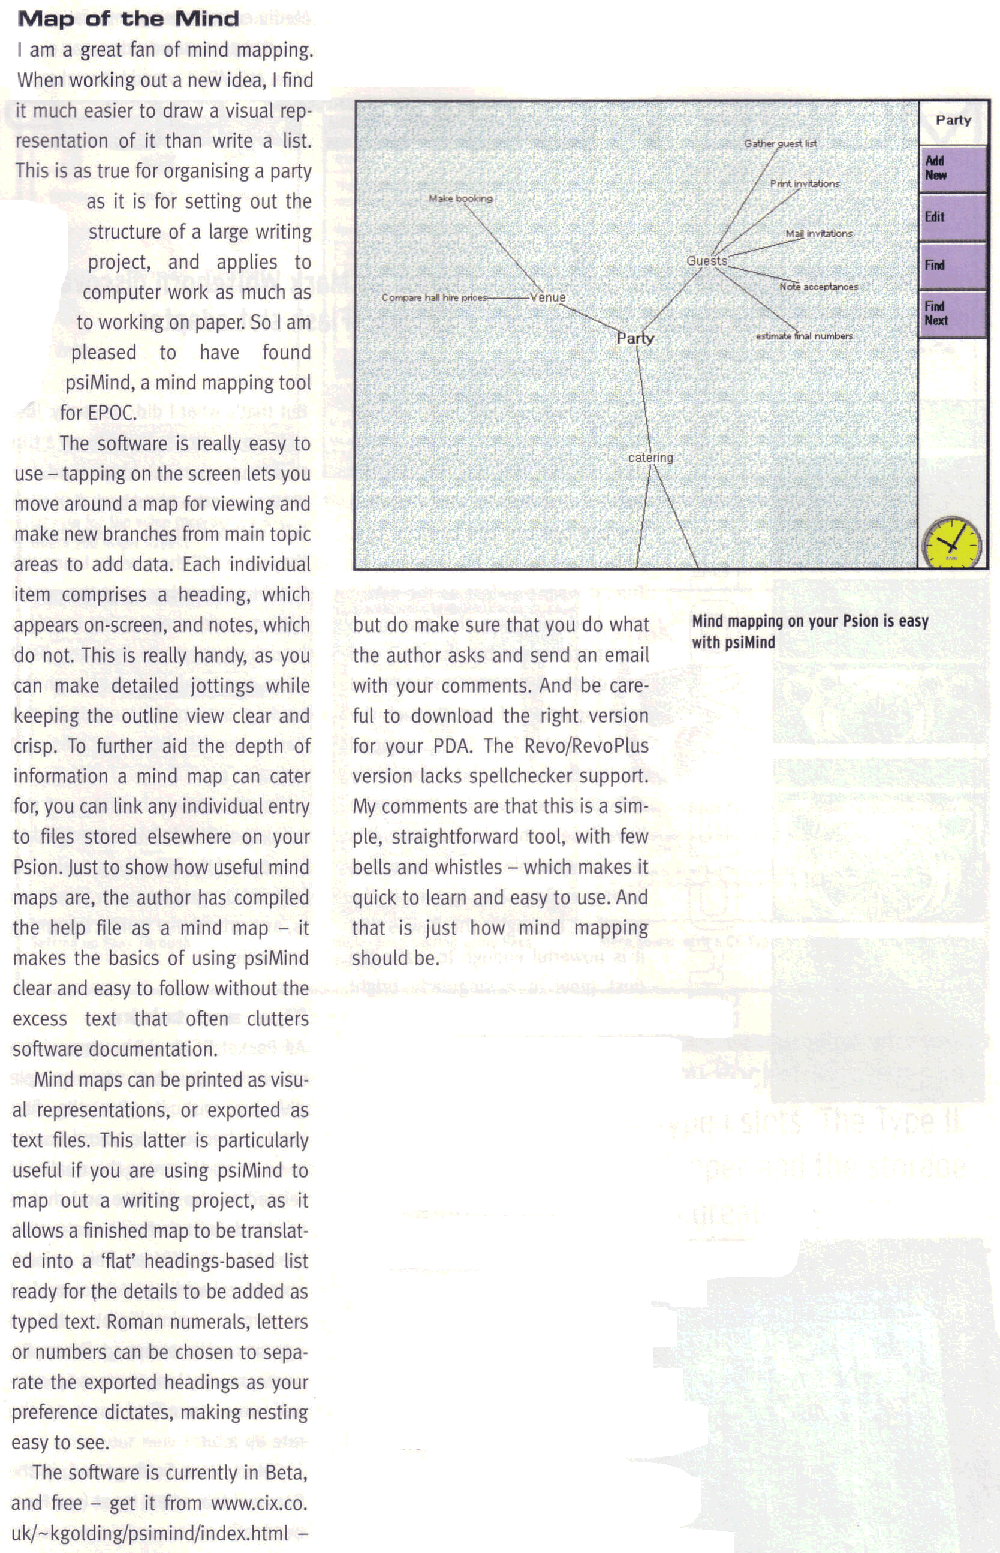 Map of the Mind
I am a great fan of mind mapping.
When working out a new idea, I find
it much easier to draw a visual rep-
resentation of it than write a list.
This is as true for organising a party
as it is for setting out the
structure of a large writing
project, and applies to
computer work as much as
to working on paper. So I am
pleased to have found
psiMind, a mind mapping tool
for EPOC.
The software is really easy to
use – tapping on the screen lets you
move around a map for viewing and
make new branches from main topic
areas to add data. Each individual
item comprises a heading, which
appears on-screen, and notes, which
do not. This is really handy, as you
can make detailed jottings while
keeping the outline view clear and
crisp. To further aid the depth of
information a mind map can cater
for, you can link any individual entry
to files stored elsewhere on your
Psion. Just to show how useful mind
maps are, the author has compiled
the help file as a mind map – it
makes the basics of using psiMind
clear and easy to follow without the
excess text that often clutters
software documentation.
Mind maps can be printed as visu-
al representations, or exported as
text files. This latter is particularly
useful if you are using psiMind to
map out a writing project, as it
allows a finished map to be translat-
ed into a ‘flat’ headings-based list
ready for the details to be added as
typed text. Roman numerals, letters
or numbers can be chosen to sepa-
rate the exported headings as your
preference dictates, making nesting
easy to see.
The software is currently in Beta,
and free – get it from www.cix.co.
uk/~kgolding/psimind/index.html –
but do make sure that you do what
the author asks and send an email
with your comments. And be care-
ful to download the right version
for your PDA. The Revo/RevoPlus
version lacks spellchecker support.
My comments are that this is a sim-
ple, straightforward tool, with few
bells and whistles – which makes it
quick to learn and easy to use. And
that is just how mind mapping
should be.
Gather guest list
Print invitations
Make booking
Mail invitations
Guests
Note acceptances
Compare hall hire prices
Venue
Party
estimate final numbers
catering
Party
Add
New
Edit
Find
Find
Next
Mind mapping on your Psion is easy
with psiMind